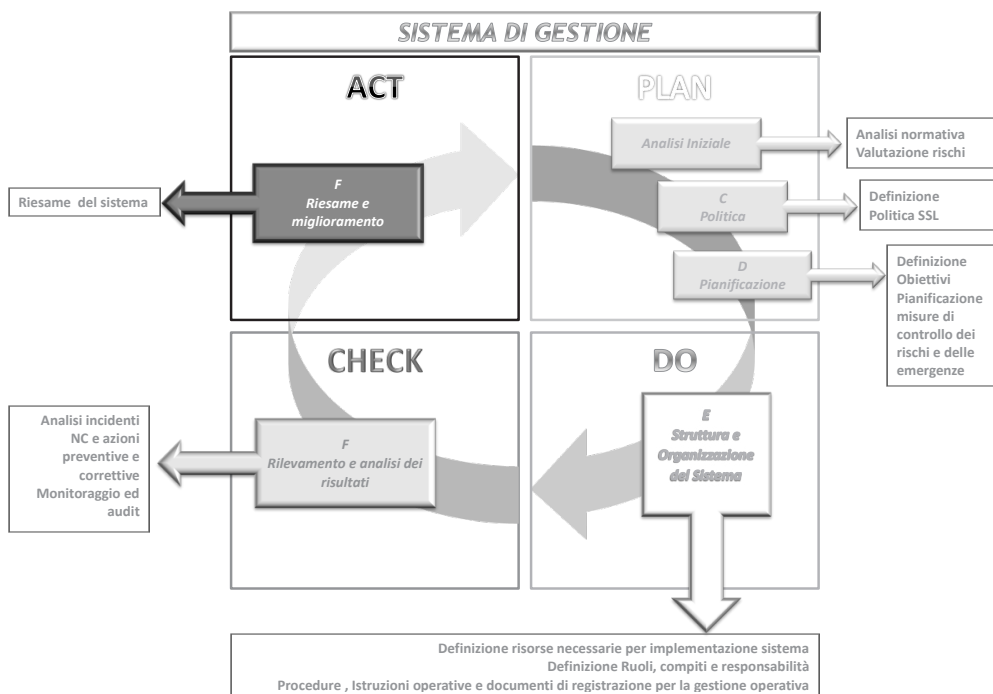 SISTEMA DI GESTIONE
ACT
F
Riesame e
miglioramento
Riesame del sistema
PLAN
Analisi Iniziale
Analisi normativa
Valutazione rischi
C
Politica
Definizione
Politica SSL
D
Pianificazione
Definizione
Obiettivi
Pianificazione
misure di
controllo dei
rischi e delle
emergenze
CHECK
F
Rilevamento e analisi dei
risultati
Analisi incidenti
NC e azioni
preventive e
correttive
Monitoraggio ed
audit
DO
E
Struttura e
Organizzazione
del Sistema
Definizione risorse necessarie per implementazione sistema
Definizione Ruoli, compiti e responsabilità
Procedure , Istruzioni operative e documenti di registrazione per la gestione operativa